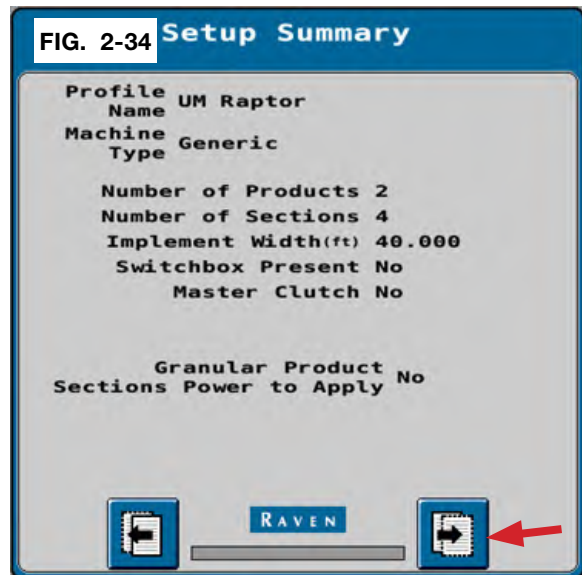 FIG. 2-34 Setup Summary
Profile
Name UM Raptor
Machine
Type Generic
Number of Products 2
Number of Sections 4
Implement Width(ft) 40.000
Switchbox Present No
Master Clutch No
Granular Product
Sections Power to Apply No
RAVEN